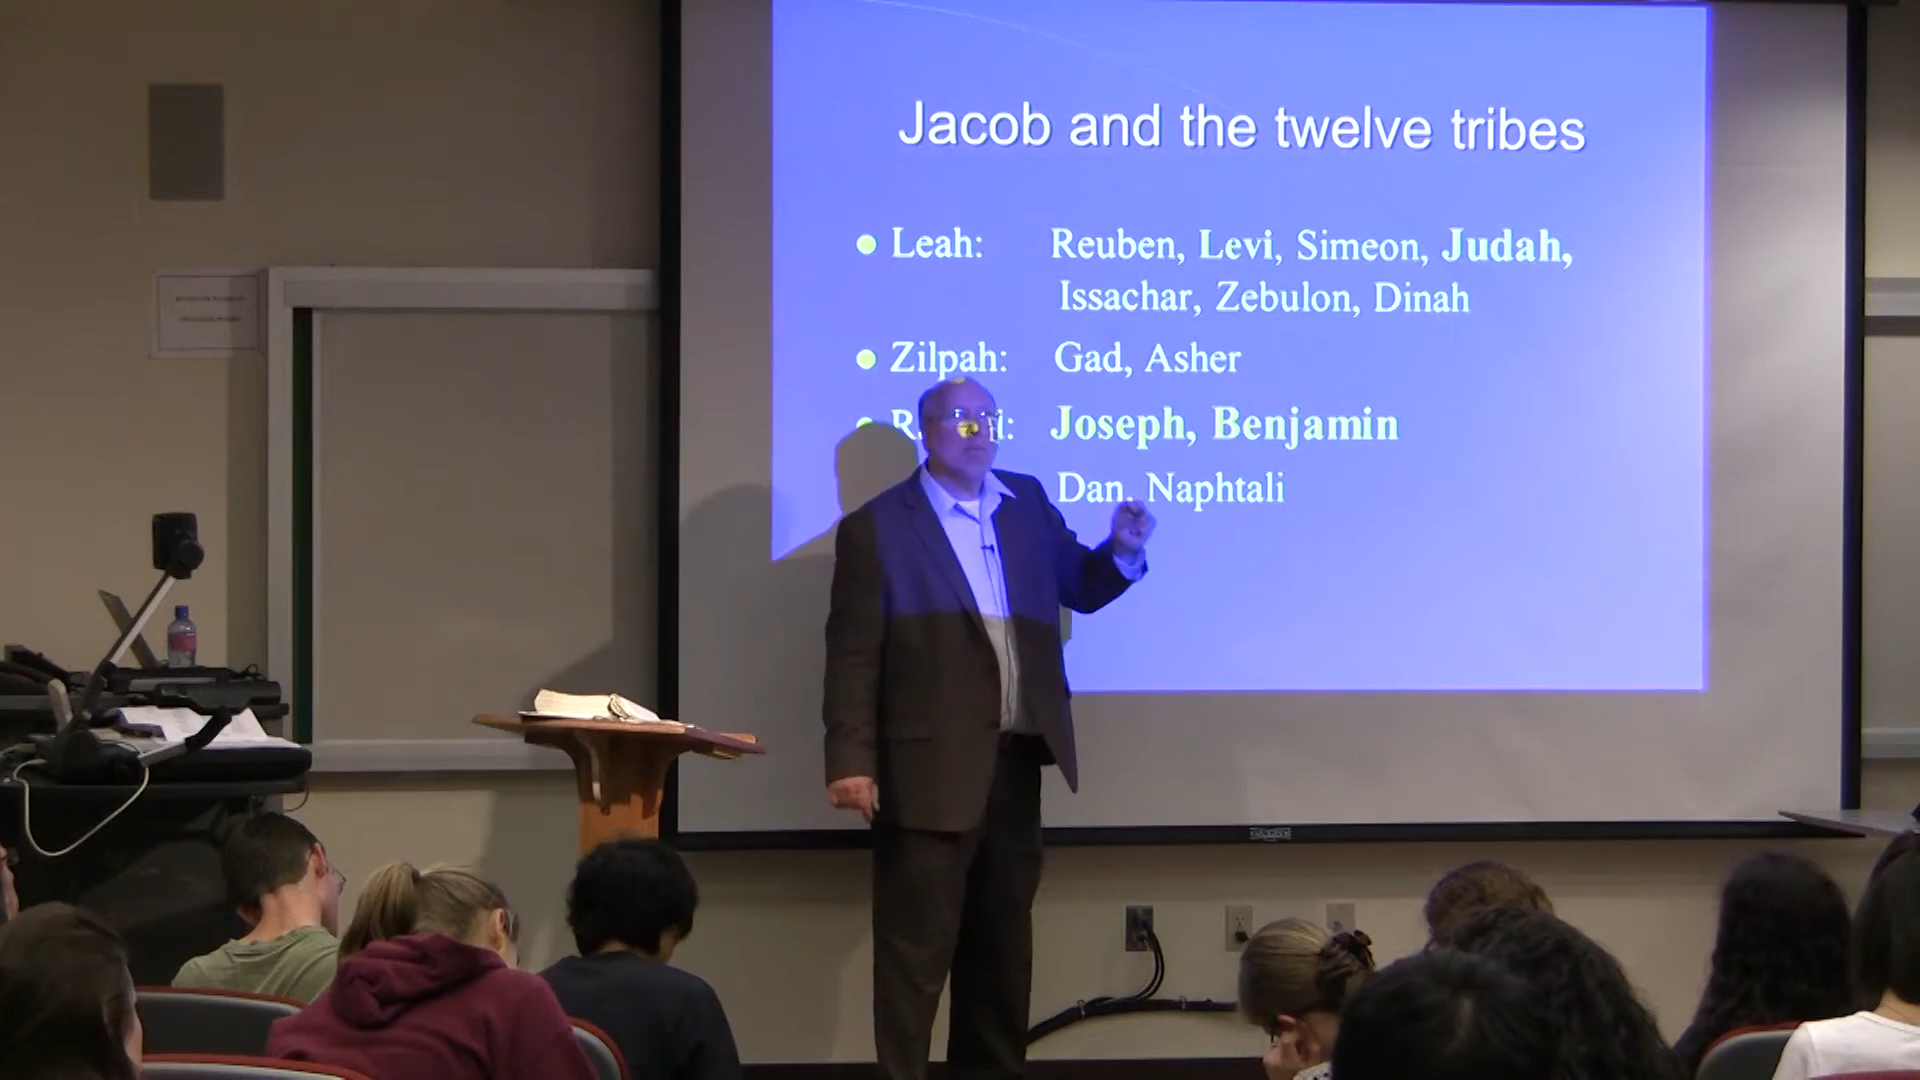 Jacob and the twelve tribes
Leah: Reuben, Levi, Simeon, Judah,
Issachar, Zebulon, Dinah
Zilpah: Gad, Asher
Joseph, Benjamin
Dan, Naphtali